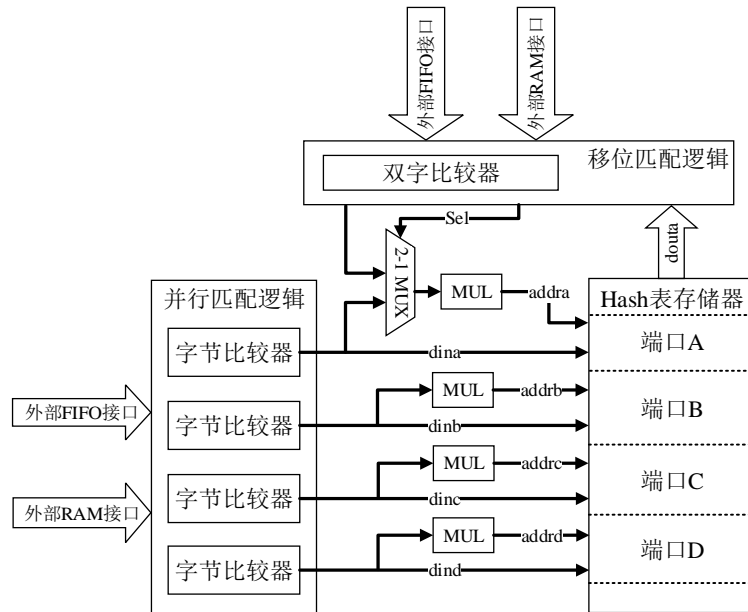 外部FIFO接口
外部RAM接口
移位匹配逻辑
双字比较器
Sel
douta
2-1 MUX
并行匹配逻辑
MUL
addra
Hash表存储器
字节比较器
dina
端口A
MUL
addrb
外部FIFO接口
字节比较器
dinb
端口B
MUL
addrc
字节比较器
dinc
端口C
外部RAM接口
MUL
addrd
字节比较器
dind
端口D